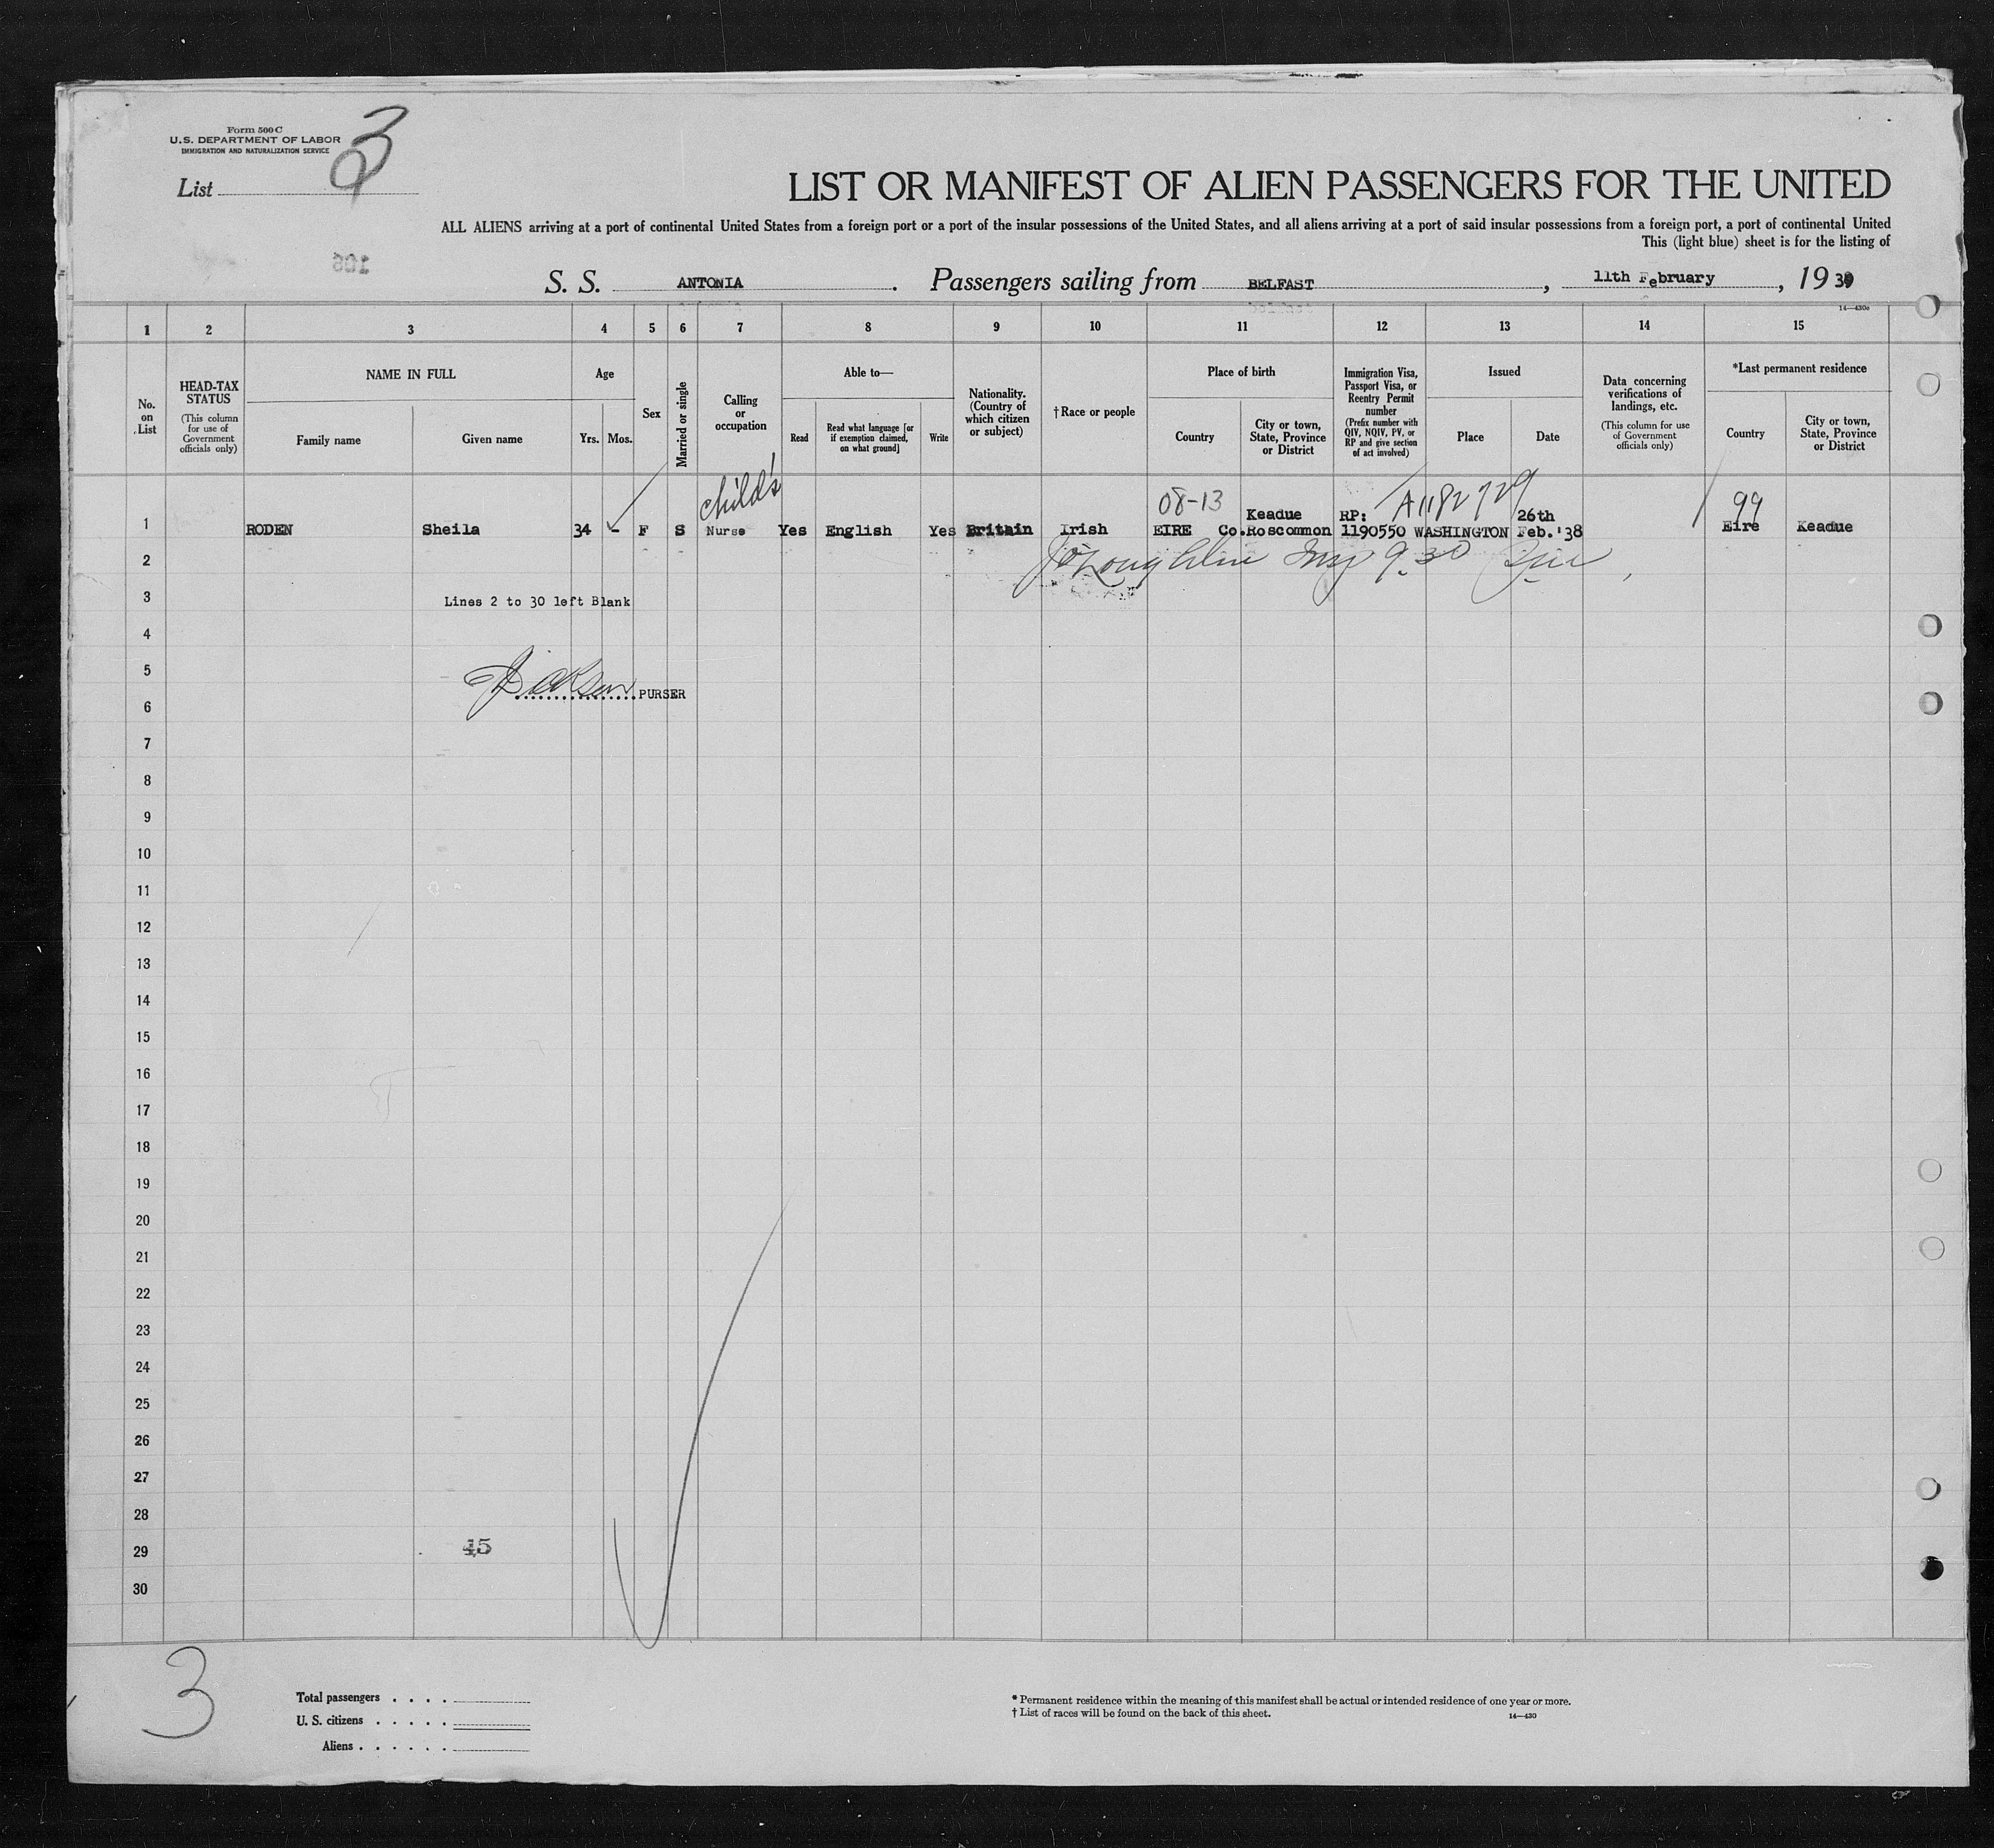 Form 500 C
U.S. DEPARTMENT OF LABOR
IMMIGRATION AND NATURALIZATION SERVICE
List 3
LIST OR MANIFEST OF ALIEN PASSENGERS FOR THE UNITED
ALL ALIENS arriving at a port of continental United States from a foreign port or a port of the insular possessions of the United States, and all aliens arriving at a port of said insular possessions from a foreign port, a port of continental United
This (light blue) sheet is for the listing of
S. S. ANTONIA. Passengers sailing from BELFAST, 11th February, 1939
14—430a
1 2 3 4 5 6 7 8 9 10 11 12 13 14 15
No. on List
HEAD-TAX STATUS
(This column for use of Government officials only)
NAME IN FULL
Family name
Given name
Age
Yrs. Mos.
Sex
Married or single
Calling or occupation
Able to—
Read
Read what language [or if exemption claimed, on what ground]
Write
Nationality. (Country of which citizen or subject)
†Race or people
Place of birth
Country
City or town, State, Province or District
Immigration Visa, Passport Visa, or Reentry Permit number
(Prefix number with QIV, NQIV, PV, or RP and give section of act involved)
Issued
Place
Date
Data concerning verifications of landings, etc.
(This column for use of Government officials only)
*Last permanent residence
Country
City or town, State, Province or District
child's 08-13 A1182729 99
Keadue RP: 26th
1 RODEN Sheila 34 - F S Nurse Yes English Yes Britain Irish EIRE Co.Roscommon 1190550 WASHINGTON Feb.'38 Eire Keadue
2
3 Lines 2 to 30 left Blank
4
5
PURSER
6
7
8
9
10
11
12
13
14
15
16
17
18
19
20
21
22
23
24
25
26
27
28
29 45
30
3
Total passengers . . . .
U. S. citizens . . . . .
Aliens . . . . . .
* Permanent residence within the meaning of this manifest shall be actual or intended residence of one year or more.
† List of races will be found on the back of this sheet.
14—430